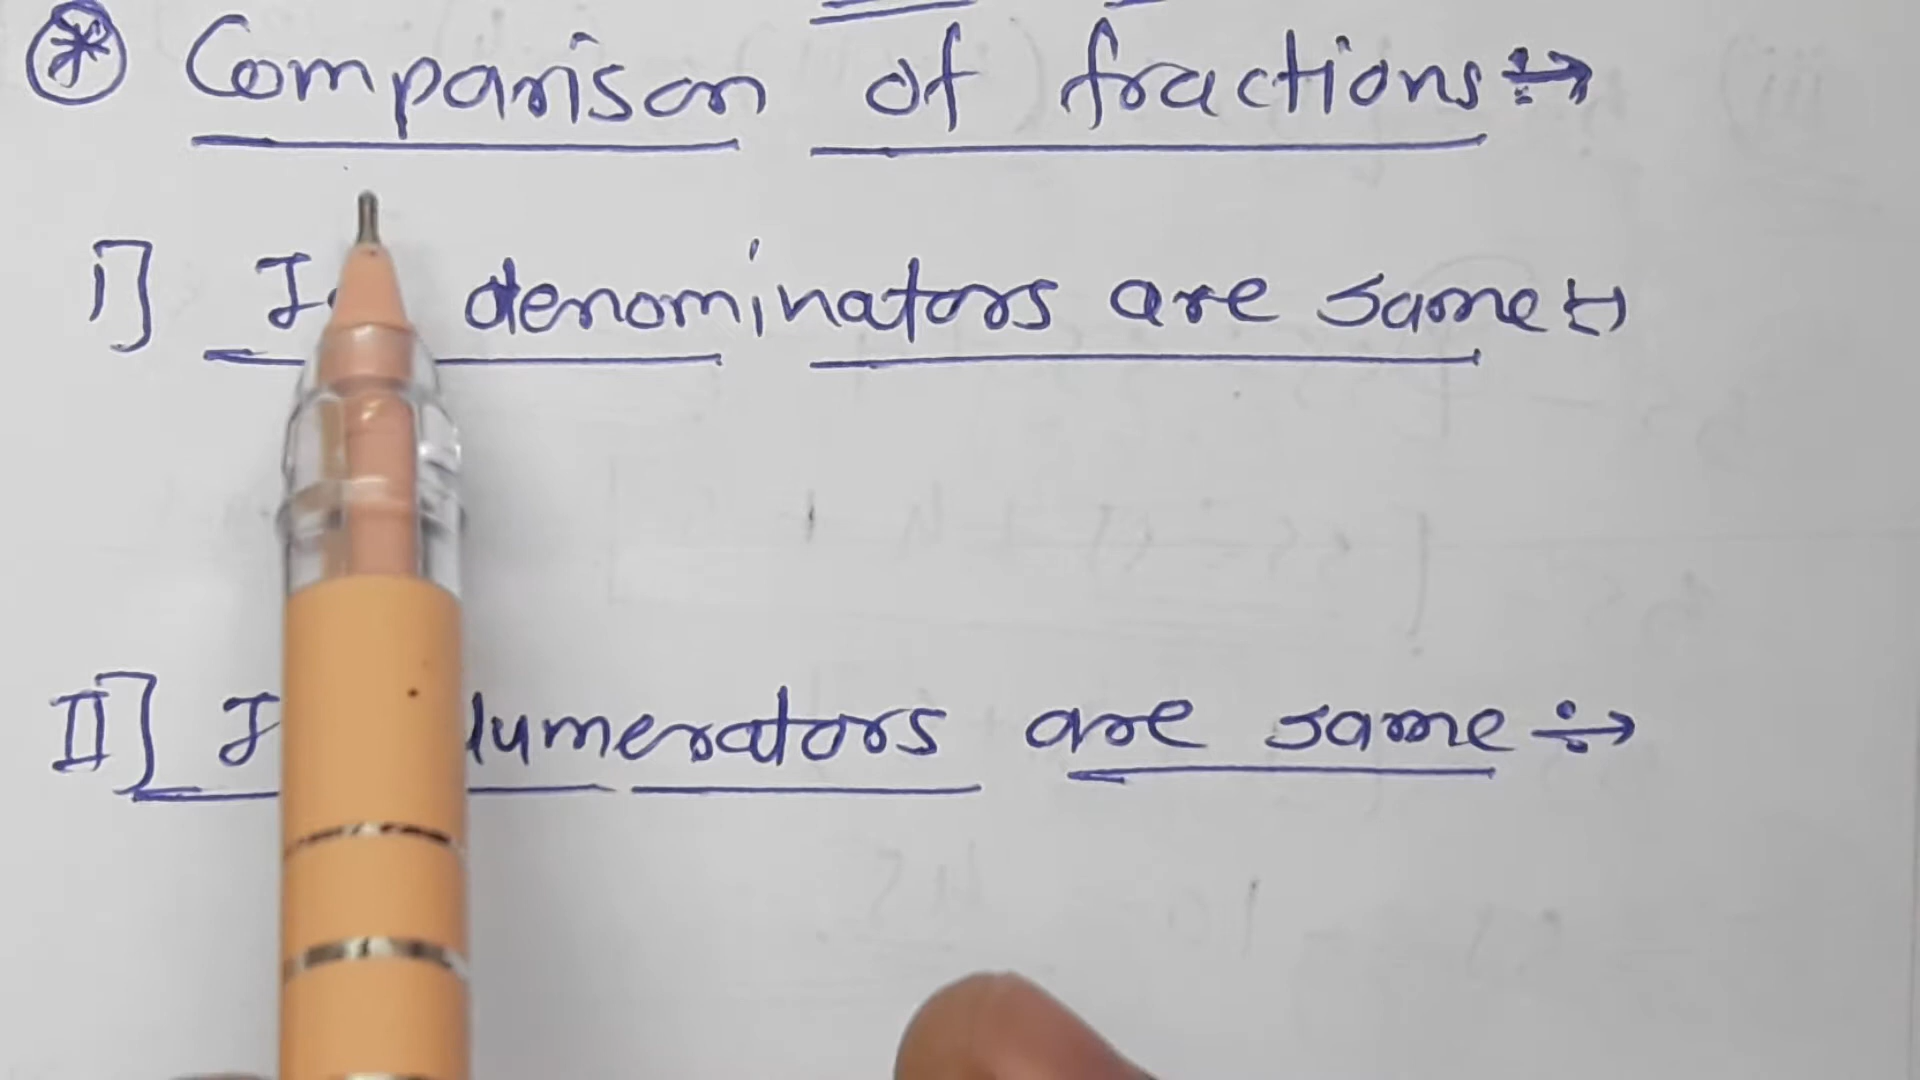 * Comparison of fractions :→
I] If denominators are same :→
II] If Numerators are same :→